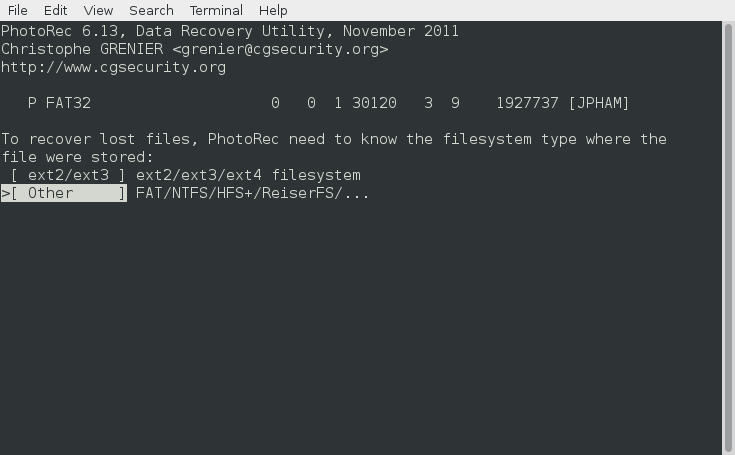 File Edit View Search Terminal Help
PhotoRec 6.13, Data Recovery Utility, November 2011
Christophe GRENIER <grenier@cgsecurity.org>
http://www.cgsecurity.org
P FAT32 0 0 1 30120 3 9 1927737 [JPHAM]
To recover lost files, PhotoRec need to know the filesystem type where the
file were stored:
[ ext2/ext3 ] ext2/ext3/ext4 filesystem
>[ Other ] FAT/NTFS/HFS+/ReiserFS/...